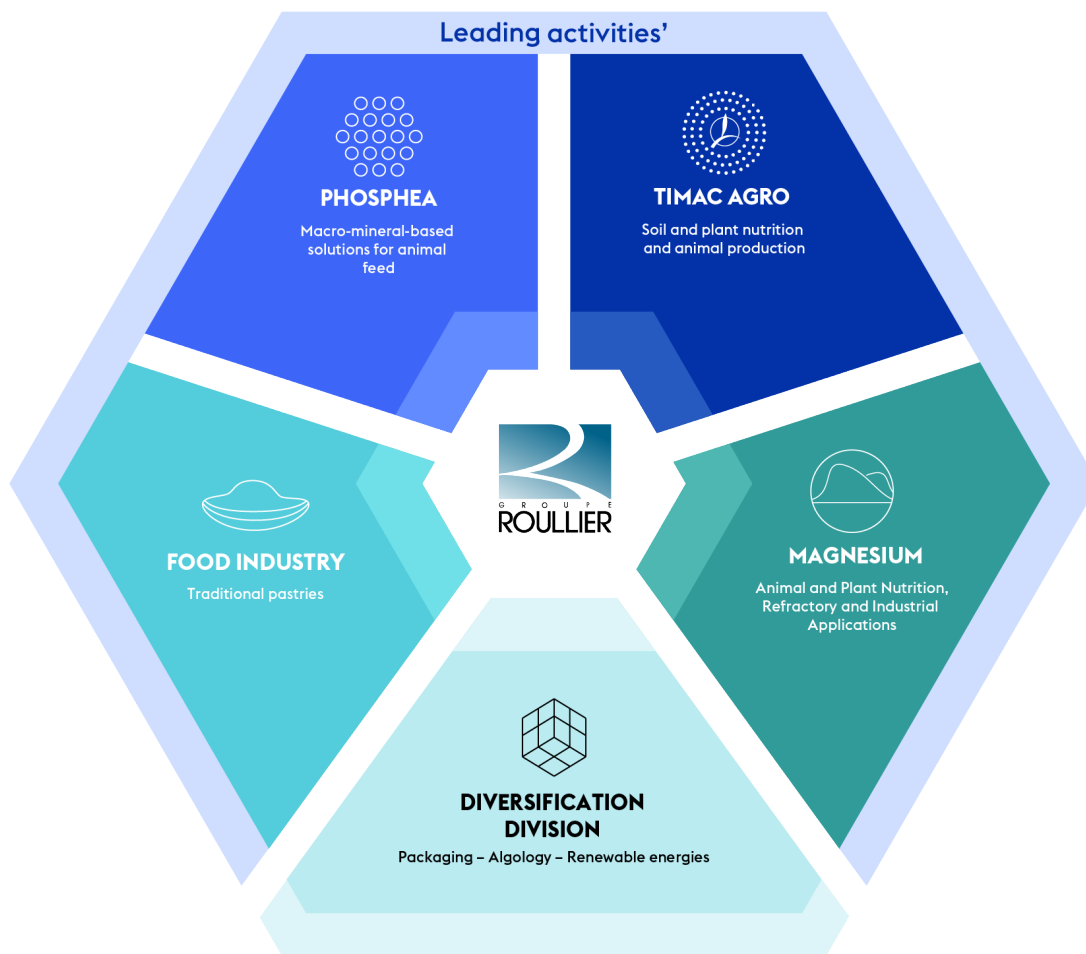 Leading activities’
PHOSPHEA
Macro-mineral-based
solutions for animal
feed
TIMAC AGRO
Soil and plant nutrition
and animal production
GROUPE
ROULLIER
FOOD INDUSTRY
Traditional pastries
MAGNESIUM
Animal and Plant Nutrition,
Refractory and Industrial
Applications
DIVERSIFICATION
DIVISION
Packaging – Algology – Renewable energies